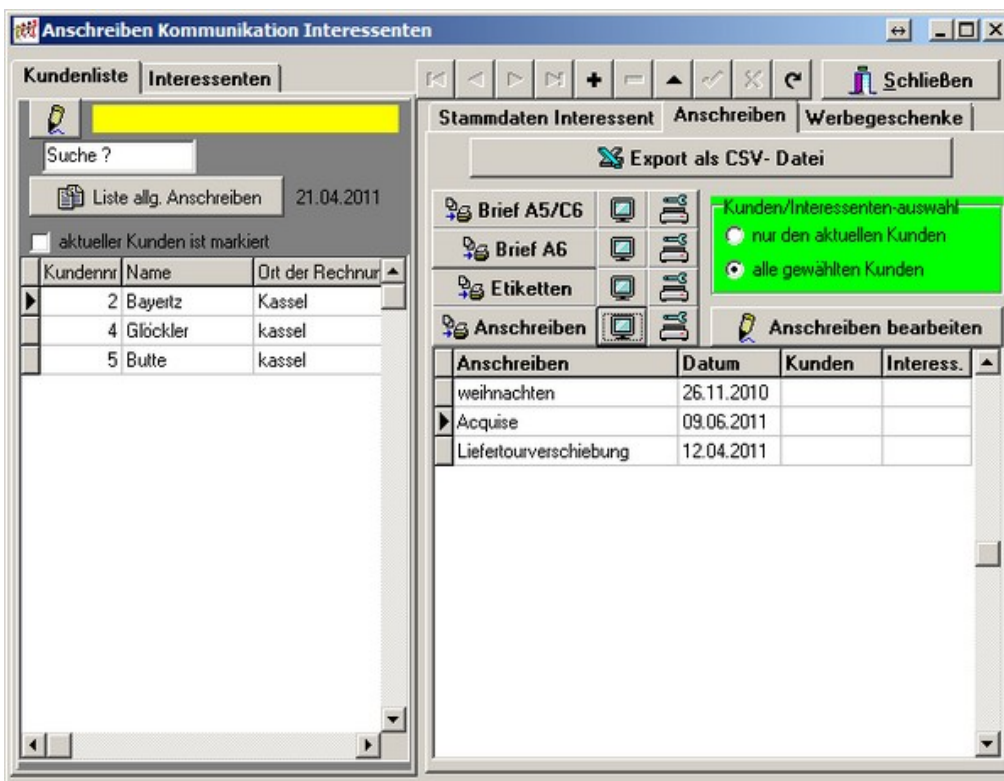 Anschreiben Kommunikation Interessenten
Kundenliste Interessenten
Schließen
Stammdaten Interessent Anschreiben Werbegeschenke
Suche ?
Export als CSV- Datei
Liste allg. Anschreiben 21.04.2011
aktueller Kunden ist markiert
Brief A5/C6
Brief A6
Etiketten
Anschreiben
Kunden/Interessenten-auswahl
nur den aktuellen Kunden
alle gewählten Kunden
Anschreiben bearbeiten
Kundennr Name Ort der Rechnur
2 Bayertz Kassel
4 Glöckler kassel
5 Butte kassel
Anschreiben Datum Kunden Interess.
weihnachten 26.11.2010
Acquise 09.06.2011
Liefertourverschiebung 12.04.2011